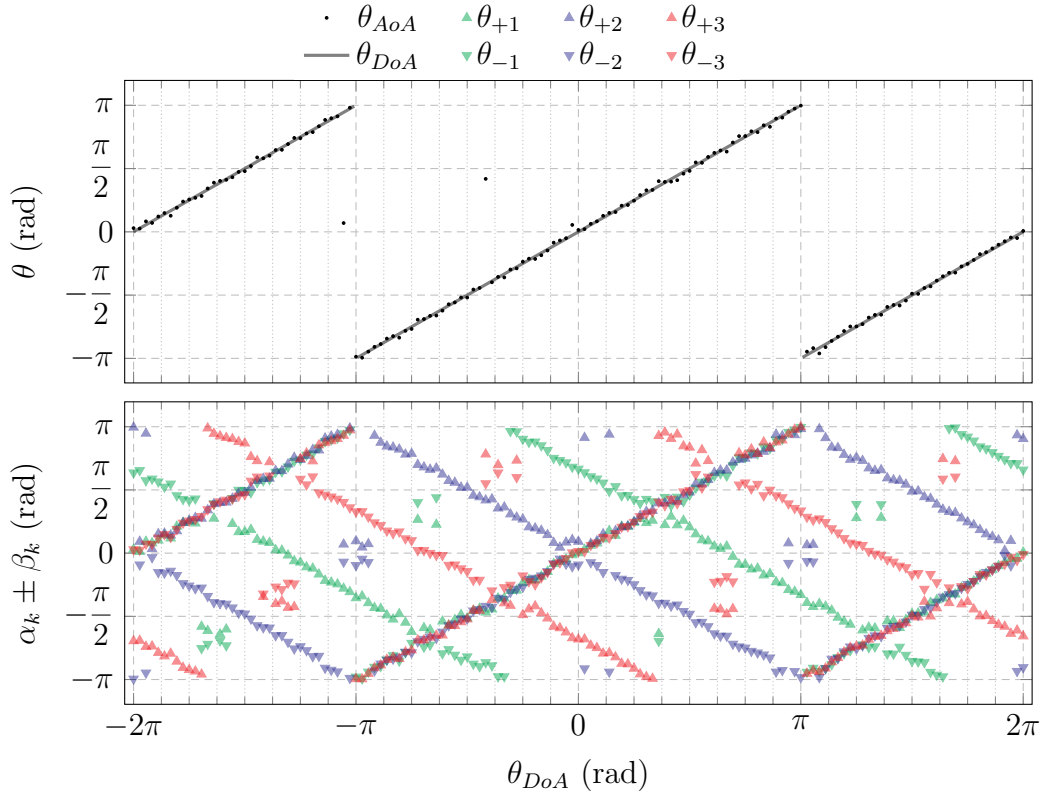 θ_{AoA} θ_{+1} θ_{+2} θ_{+3}
θ_{DoA} θ_{−1} θ_{−2} θ_{−3}
θ (rad)
π
π/2
0
−π/2
−π
α_k ± β_k (rad)
π
π/2
0
−π/2
−π
−2π −π 0 π 2π
θ_{DoA} (rad)